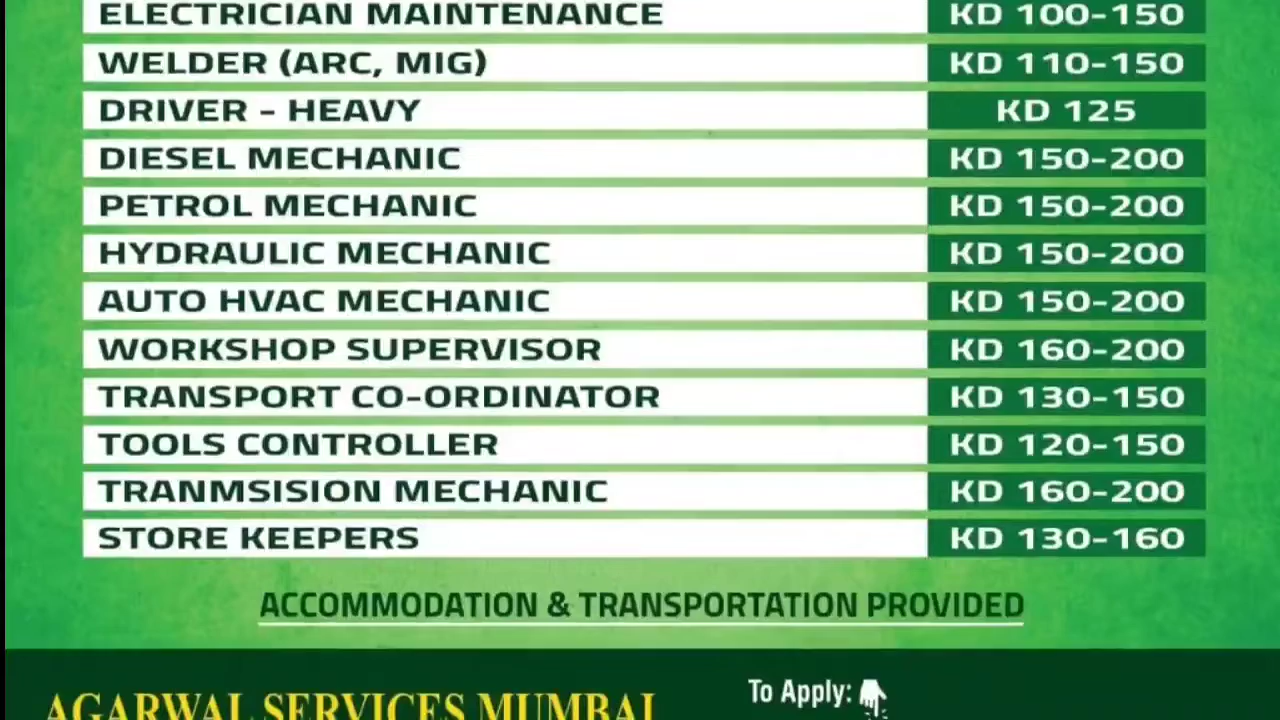 ELECTRICIAN MAINTENANCE KD 100-150
WELDER (ARC, MIG) KD 110-150
DRIVER - HEAVY KD 125
DIESEL MECHANIC KD 150-200
PETROL MECHANIC KD 150-200
HYDRAULIC MECHANIC KD 150-200
AUTO HVAC MECHANIC KD 150-200
WORKSHOP SUPERVISOR KD 160-200
TRANSPORT CO-ORDINATOR KD 130-150
TOOLS CONTROLLER KD 120-150
TRANMSISION MECHANIC KD 160-200
STORE KEEPERS KD 130-160
ACCOMMODATION & TRANSPORTATION PROVIDED
To Apply:
AGARWAL SERVICES MUMBAI